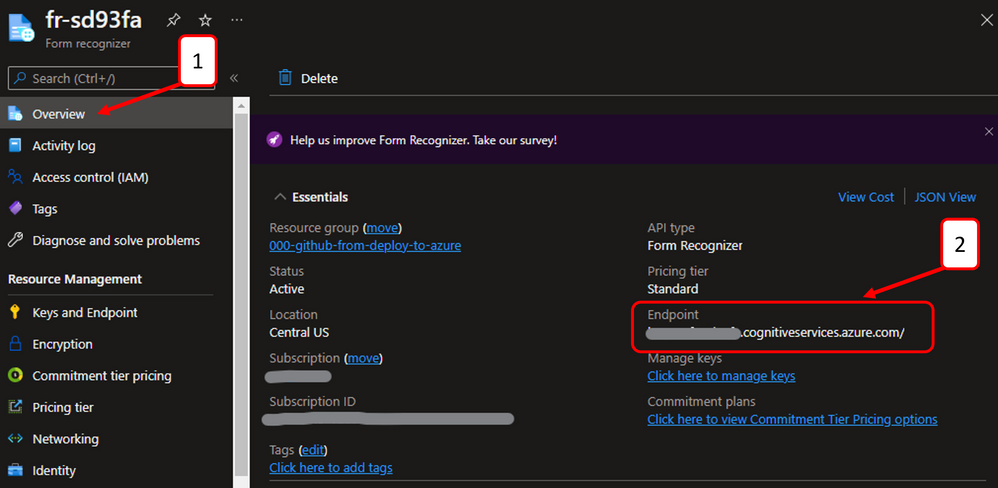 fr-sd93fa
Form recognizer
1
Search (Ctrl+/)
Delete
Overview
Activity log
Access control (IAM)
Tags
Diagnose and solve problems
Resource Management
Keys and Endpoint
Encryption
Commitment tier pricing
Pricing tier
Networking
Identity
Help us improve Form Recognizer. Take our survey!
Essentials
View Cost
JSON View
Resource group (move)
000-github-from-deploy-to-azure
Status
Active
Location
Central US
Subscription (move)
Subscription ID
Tags (edit)
Click here to add tags
API type
Form Recognizer
2
Pricing tier
Standard
Endpoint
.cognitiveservices.azure.com/
Manage keys
Click here to manage keys
Commitment plans
Click here to view Commitment Tier Pricing options